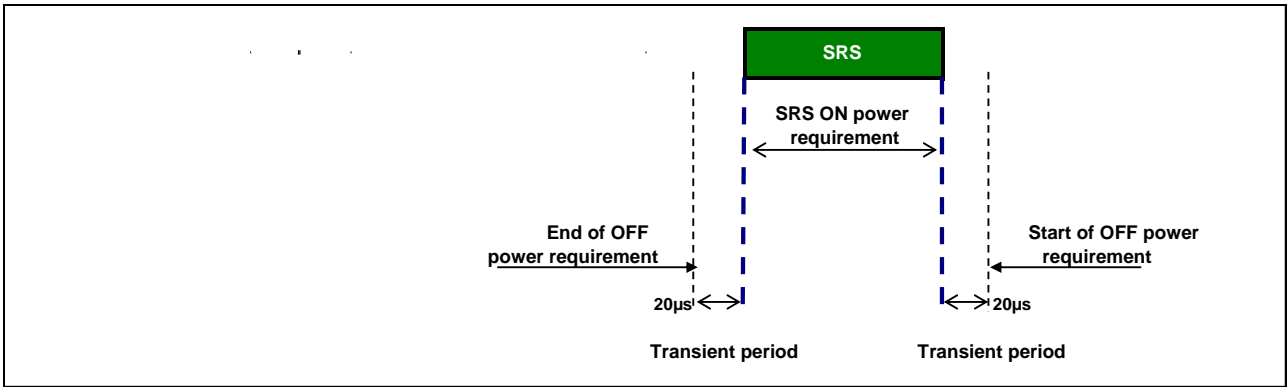 SRS
SRS ON power
requirement
End of OFF
power requirement
Start of OFF power
requirement
20µs
20µs
Transient period
Transient period